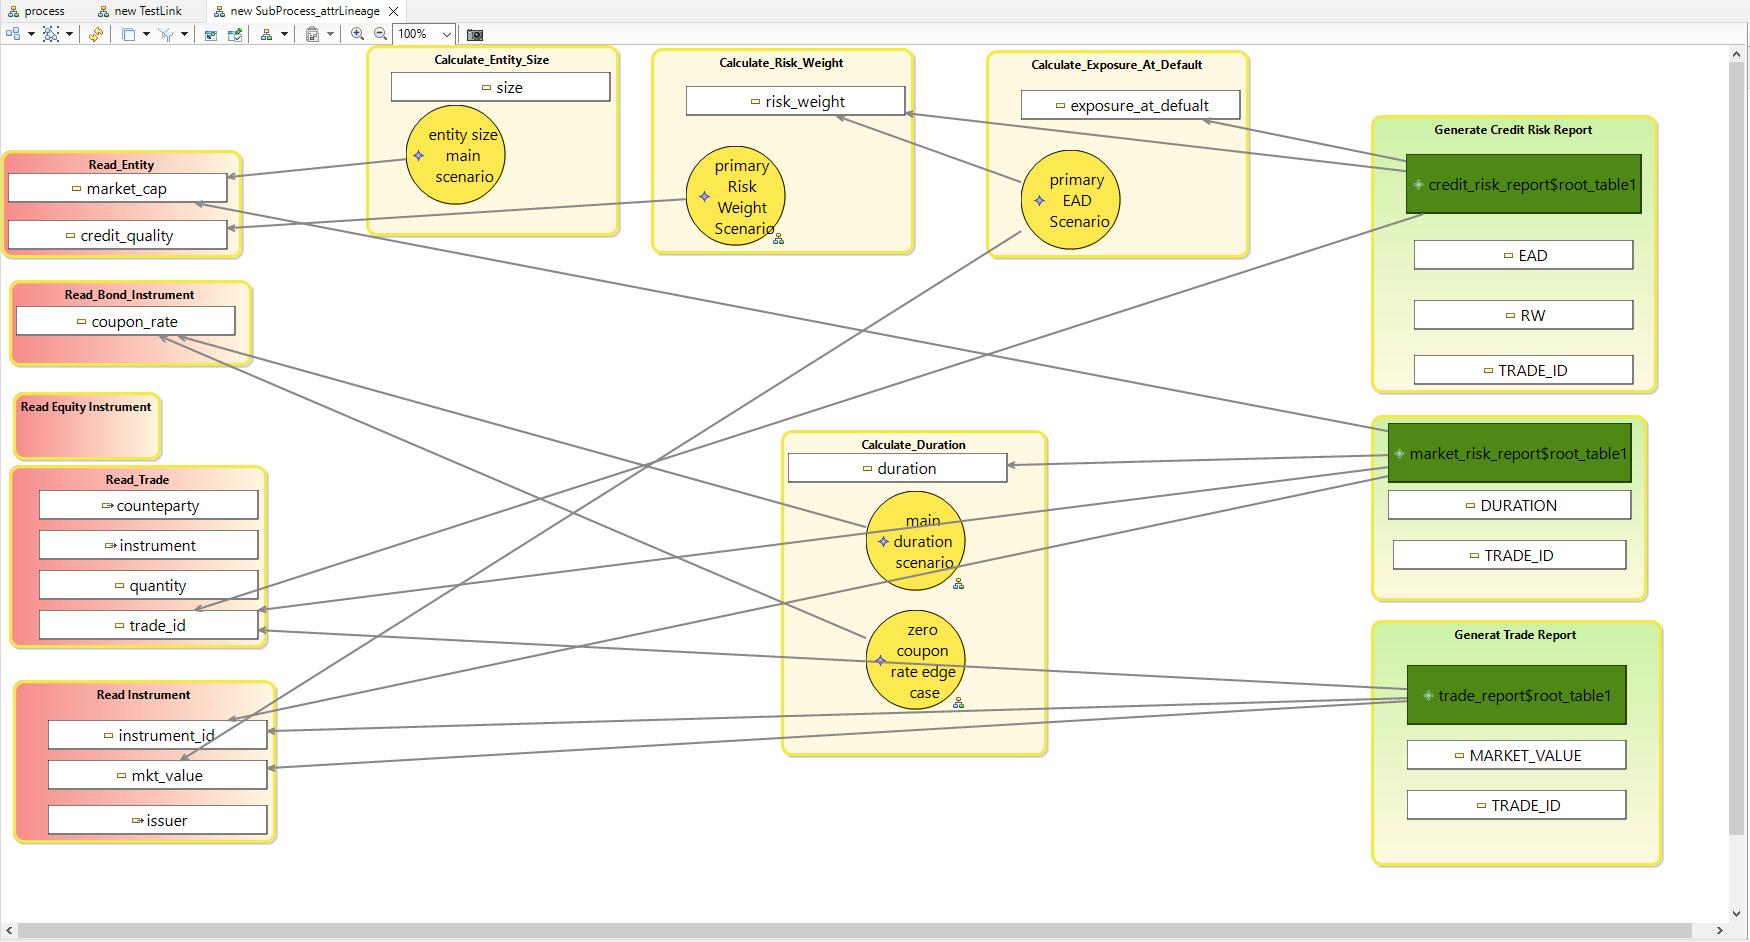 process
new TestLink
new SubProcess_attrLineage
100%
Calculate_Entity_Size
size
entity size
main
scenario
Calculate_Risk_Weight
risk_weight
primary
Risk
Weight
Scenario
Calculate_Exposure_At_Default
exposure_at_defualt
primary
EAD
Scenario
Generate Credit Risk Report
credit_risk_report$root_table1
EAD
RW
TRADE_ID
Read_Entity
market_cap
credit_quality
Read_Bond_Instrument
coupon_rate
Read Equity Instrument
Read_Trade
counteparty
instrument
quantity
trade_id
Read Instrument
instrument_id
mkt_value
issuer
Calculate_Duration
duration
main
duration
scenario
zero
coupon
rate edge
case
market_risk_report$root_table1
DURATION
TRADE_ID
Generat Trade Report
trade_report$root_table1
MARKET_VALUE
TRADE_ID